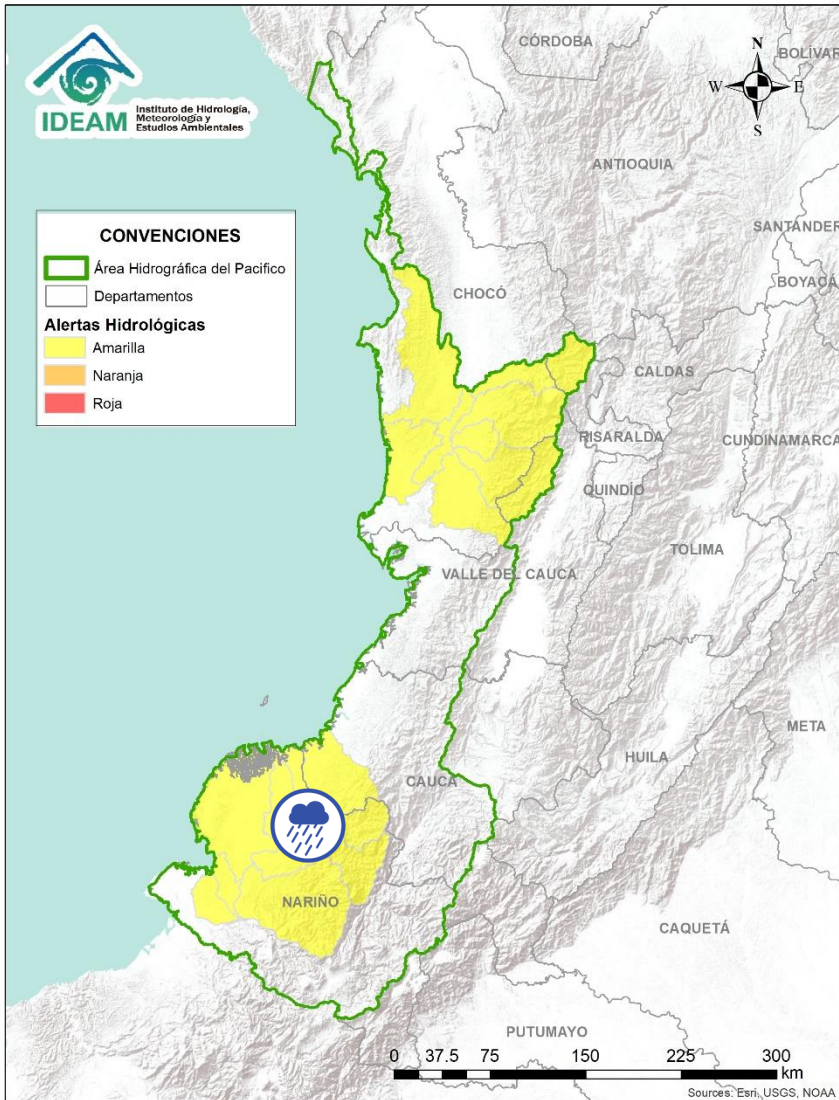 IDEAM
Instituto de Hidrología,
Meteorología y
Estudios Ambientales
CÓRDOBA
BOLÍVAR
N
W
E
S
ANTIOQUIA
SANTANDER
BOYACÁ
CONVENCIONES
Área Hidrográfica del Pacifico
Departamentos
Alertas Hidrológicas
Amarilla
Naranja
Roja
CHOCÓ
CALDAS
RISARALDA
CUNDINAMARCA
QUINDÍO
TOLIMA
VALLE DEL CAUCA
META
HUILA
CAUCA
NARIÑO
CAQUETÁ
PUTUMAYO
0 37.5 75 150 225 300
km
Sources: Esri, USGS, NOAA